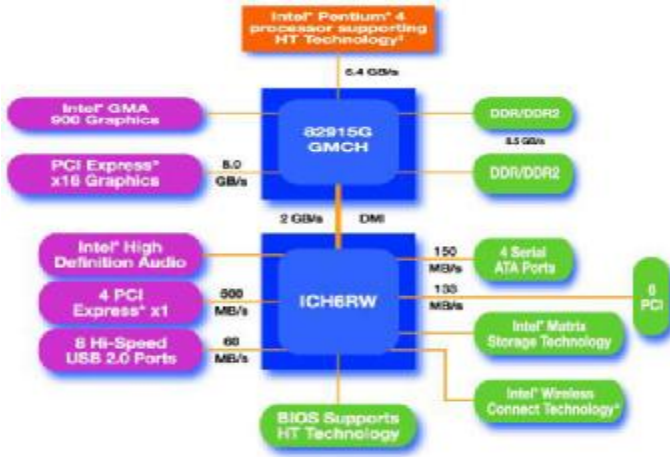 Intel® Pentium® 4
processor supporting
HT Technology†
6.4 GB/s
Intel® GMA
900 Graphics
82915G
GMCH
DDR/DDR2
8.5 GB/s
PCI Express*
x16 Graphics
8.0
GB/s
DDR/DDR2
2 GB/s
DMI
Intel® High
Definition Audio
ICH6RW
150
MB/s
4 Serial
ATA Ports
4 PCI
Express* x1
500
MB/s
133
MB/s
6
PCI
8 Hi-Speed
USB 2.0 Ports
60
MB/s
Intel® Matrix
Storage Technology
BIOS Supports
HT Technology
Intel® Wireless
Connect Technology*